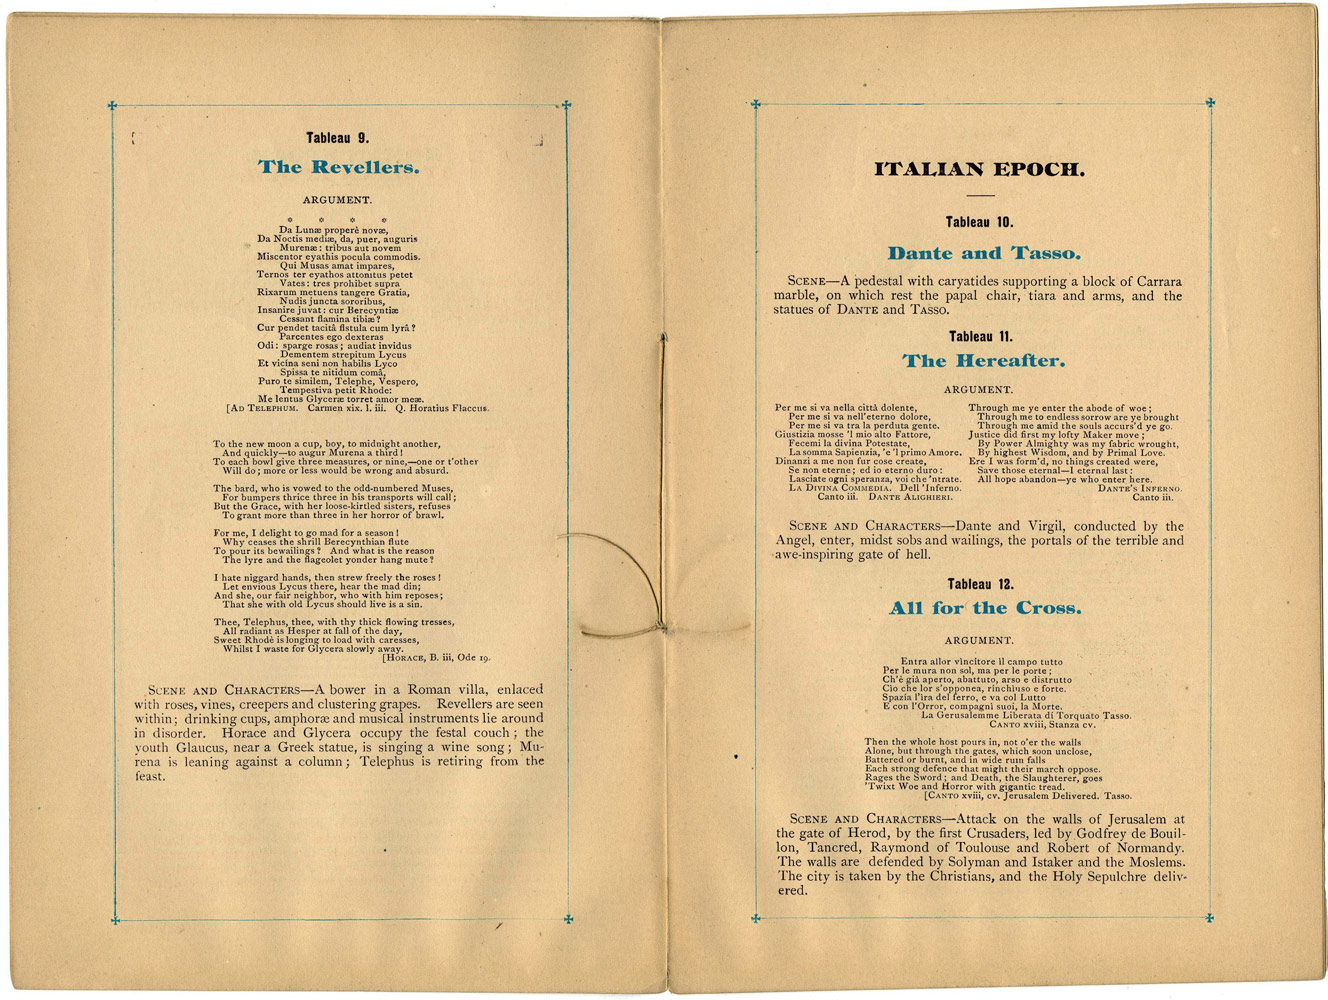 Tableau 9.
The Revellers.
ARGUMENT.
* * * *
Da Lunæ properè novæ,
Da Noctis mediæ, da, puer, auguris
Murenæ: tribus aut novem
Miscentor cyathis pocula commodis.
Qui Musas amat impares,
Ternos ter cyathos attonitus petet
Vates: tres prohibet supra
Rixarum metuens tangere Gratia,
Nudis juncta sororibus,
Insanire juvat: cur Berecyntiæ
Cessant flamina tibiæ?
Cur pendet tacitâ fistula cum lyrâ?
Parcentes ego dexteras
Odi: sparge rosas; audiat invidus
Dementem strepitum Lycus
Et vicina seni non habilis Lyco
Spissa te nitidum comâ,
Puro te similem, Telephe, Vespero,
Tempestiva petit Rhode:
Me lentus Glyceræ torret amor meæ.
[AD TELEPHUM. Carmen xix. l. iii. Q. Horatius Flaccus.
To the new moon a cup, boy, to midnight another,
And quickly—to augur Murena a third!
To each bowl give three measures, or nine,—one or t'other
Will do; more or less would be wrong and absurd.
The bard, who is vowed to the odd-numbered Muses,
For bumpers thrice three in his transports will call;
But the Grace, with her loose-kirtled sisters, refuses
To grant more than three in her horror of brawl.
For me, I delight to go mad for a season!
Why ceases the shrill Berecynthian flute
To pour its bewailings? And what is the reason
The lyre and the flageolet yonder hang mute?
I hate niggard hands, then strew freely the roses!
Let envious Lycus there, hear the mad din;
And she, our fair neighbor, who with him reposes;
That she with old Lycus should live is a sin.
Thee, Telephus, thee, with thy thick flowing tresses,
All radiant as Hesper at fall of the day,
Sweet Rhodè is longing to load with caresses,
Whilst I waste for Glycera slowly away.
[HORACE, B. iii, Ode 19.
SCENE AND CHARACTERS—A bower in a Roman villa, enlaced
with roses, vines, creepers and clustering grapes. Revellers are seen
within; drinking cups, amphoræ and musical instruments lie around
in disorder. Horace and Glycera occupy the festal couch; the
youth Glaucus, near a Greek statue, is singing a wine song; Mu-
rena is leaning against a column; Telephus is retiring from the
feast.
ITALIAN EPOCH.
Tableau 10.
Dante and Tasso.
SCENE—A pedestal with caryatides supporting a block of Carrara
marble, on which rest the papal chair, tiara and arms, and the
statues of DANTE and TASSO.
Tableau 11.
The Hereafter.
ARGUMENT.
Per me si va nella città dolente,
Per me si va nell'eterno dolore,
Per me si va tra la perduta gente.
Giustizia mosse 'l mio alto Fattore,
Fecemi la divina Potestate,
La somma Sapienzia, 'e 'l primo Amore.
Dinanzi a me non fur cose create,
Se non eterne; ed io eterno duro:
Lasciate ogni speranza, voi che 'ntrate.
LA DIVINA COMMEDIA. Dell 'Inferno.
Canto iii. DANTE ALIGHIERI.
Through me ye enter the abode of woe;
Through me to endless sorrow are ye brought
Through me amid the souls accurs'd ye go.
Justice did first my lofty Maker move;
By Power Almighty was my fabric wrought,
By highest Wisdom, and by Primal Love.
Ere I was form'd, no things created were,
Save those eternal—I eternal last:
All hope abandon—ye who enter here.
DANTE'S INFERNO.
Canto iii.
SCENE AND CHARACTERS—Dante and Virgil, conducted by the
Angel, enter, midst sobs and wailings, the portals of the terrible and
awe-inspiring gate of hell.
Tableau 12.
All for the Cross.
ARGUMENT.
Entra allor vincitore il campo tutto
Per le mura non sol, ma per le porte;
Ch'è già aperto, abattuto, arso e distrutto
Cio che lor s'opponea, rinchiuso e forte.
Spazia l'ira del ferro, e va col Lutto
E con l'Orror, compagni suoi, la Morte.
La Gerusalemme Liberata di Torquato Tasso.
CANTO xviii, Stanza cv.
Then the whole host pours in, not o'er the walls
Alone, but through the gates, which soon unclose,
Battered or burnt, and in wide ruin falls
Each strong defence that might their march oppose.
Rages the Sword; and Death, the Slaughterer, goes
'Twixt Woe and Horror with gigantic tread.
[CANTO xviii, cv. Jerusalem Delivered. Tasso.
SCENE AND CHARACTERS—Attack on the walls of Jerusalem at
the gate of Herod, by the first Crusaders, led by Godfrey de Bouil-
lon, Tancred, Raymond of Toulouse and Robert of Normandy.
The walls are defended by Solyman and Istaker and the Moslems.
The city is taken by the Christians, and the Holy Sepulchre deliv-
ered.